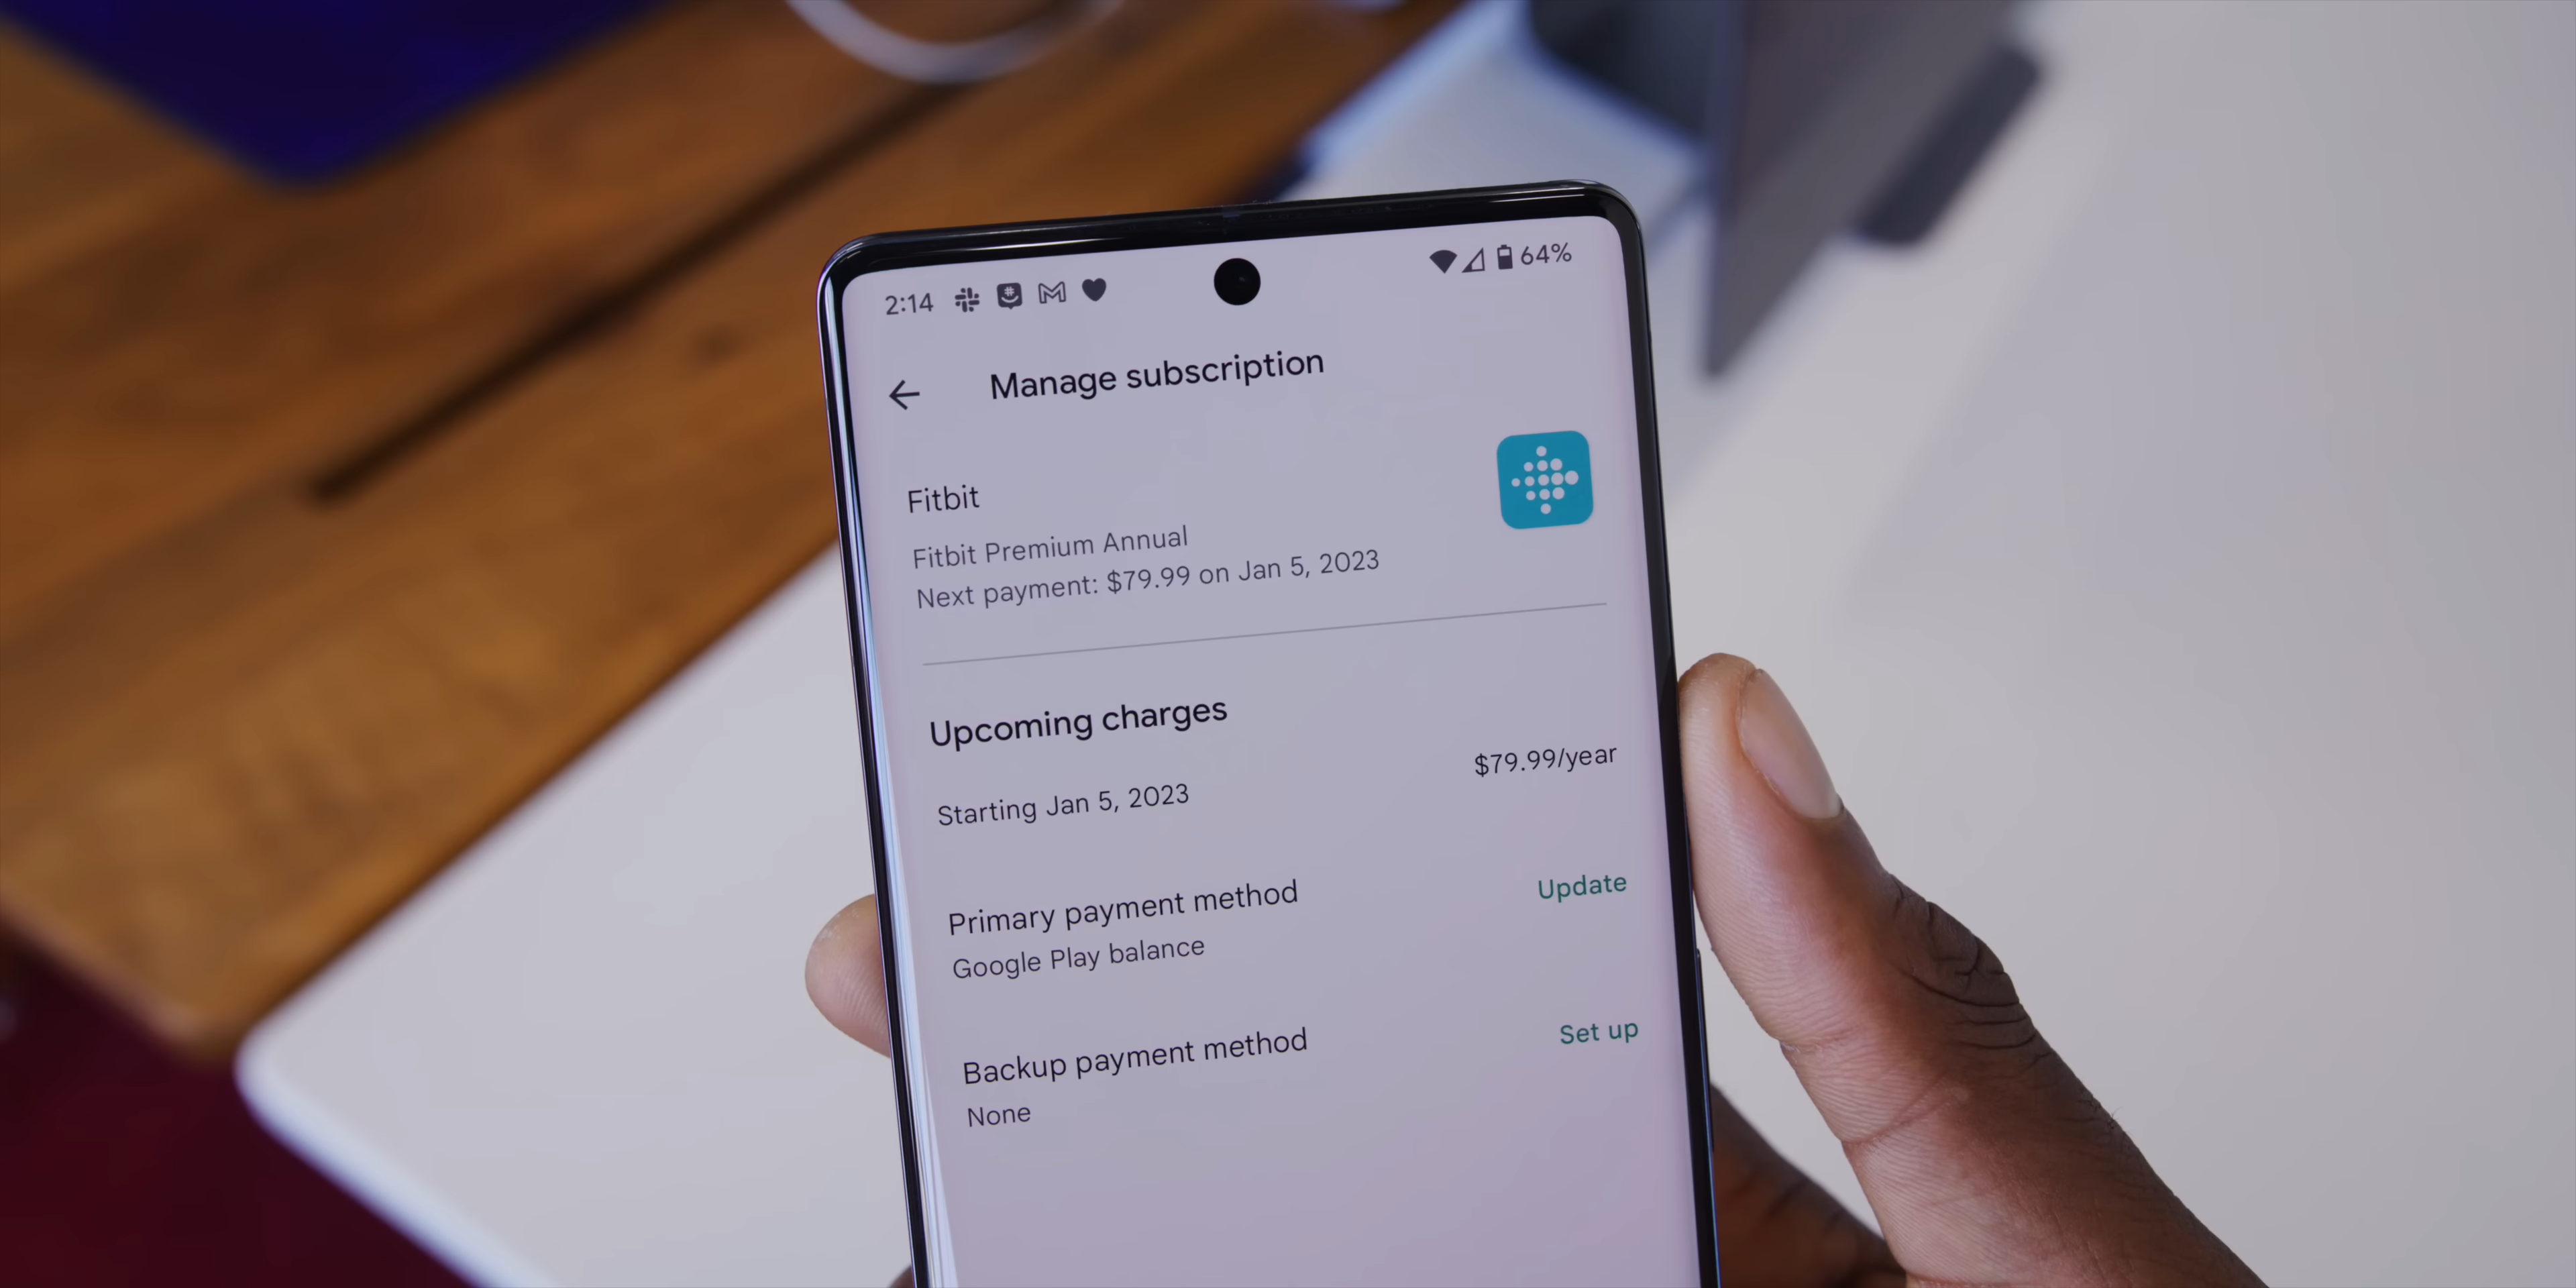 2:14
64%
Manage subscription
Fitbit
Fitbit Premium Annual
Next payment: $79.99 on Jan 5, 2023
Upcoming charges
Starting Jan 5, 2023
$79.99/year
Primary payment method
Update
Google Play balance
Backup payment method
Set up
None